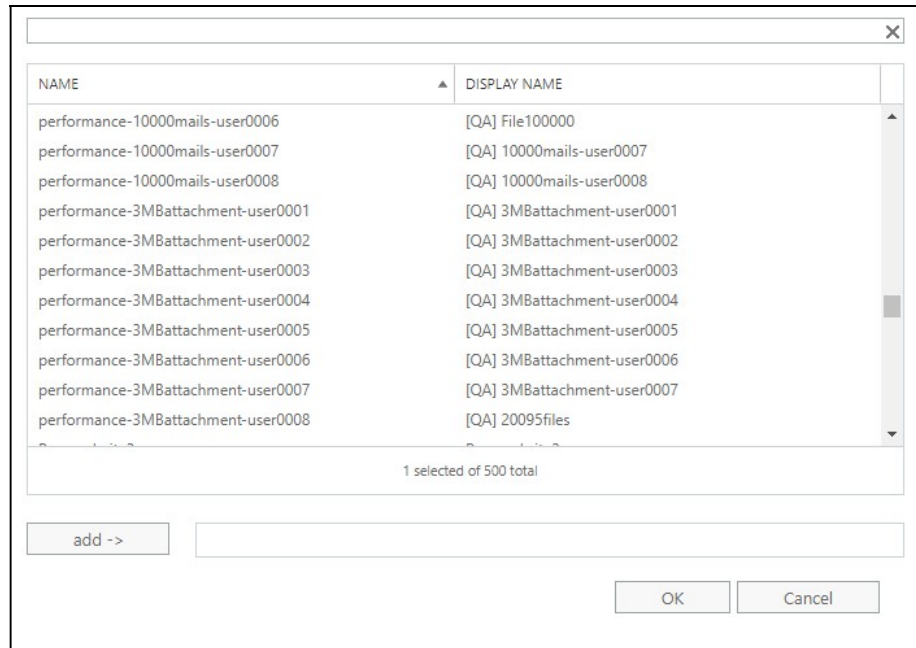 NAME DISPLAY NAME
performance-10000mails-user0006 [QA] File100000
performance-10000mails-user0007 [QA] 10000mails-user0007
performance-10000mails-user0008 [QA] 10000mails-user0008
performance-3MBattachment-user0001 [QA] 3MBattachment-user0001
performance-3MBattachment-user0002 [QA] 3MBattachment-user0002
performance-3MBattachment-user0003 [QA] 3MBattachment-user0003
performance-3MBattachment-user0004 [QA] 3MBattachment-user0004
performance-3MBattachment-user0005 [QA] 3MBattachment-user0005
performance-3MBattachment-user0006 [QA] 3MBattachment-user0006
performance-3MBattachment-user0007 [QA] 3MBattachment-user0007
performance-3MBattachment-user0008 [QA] 20095files
1 selected of 500 total
add ->
OK Cancel